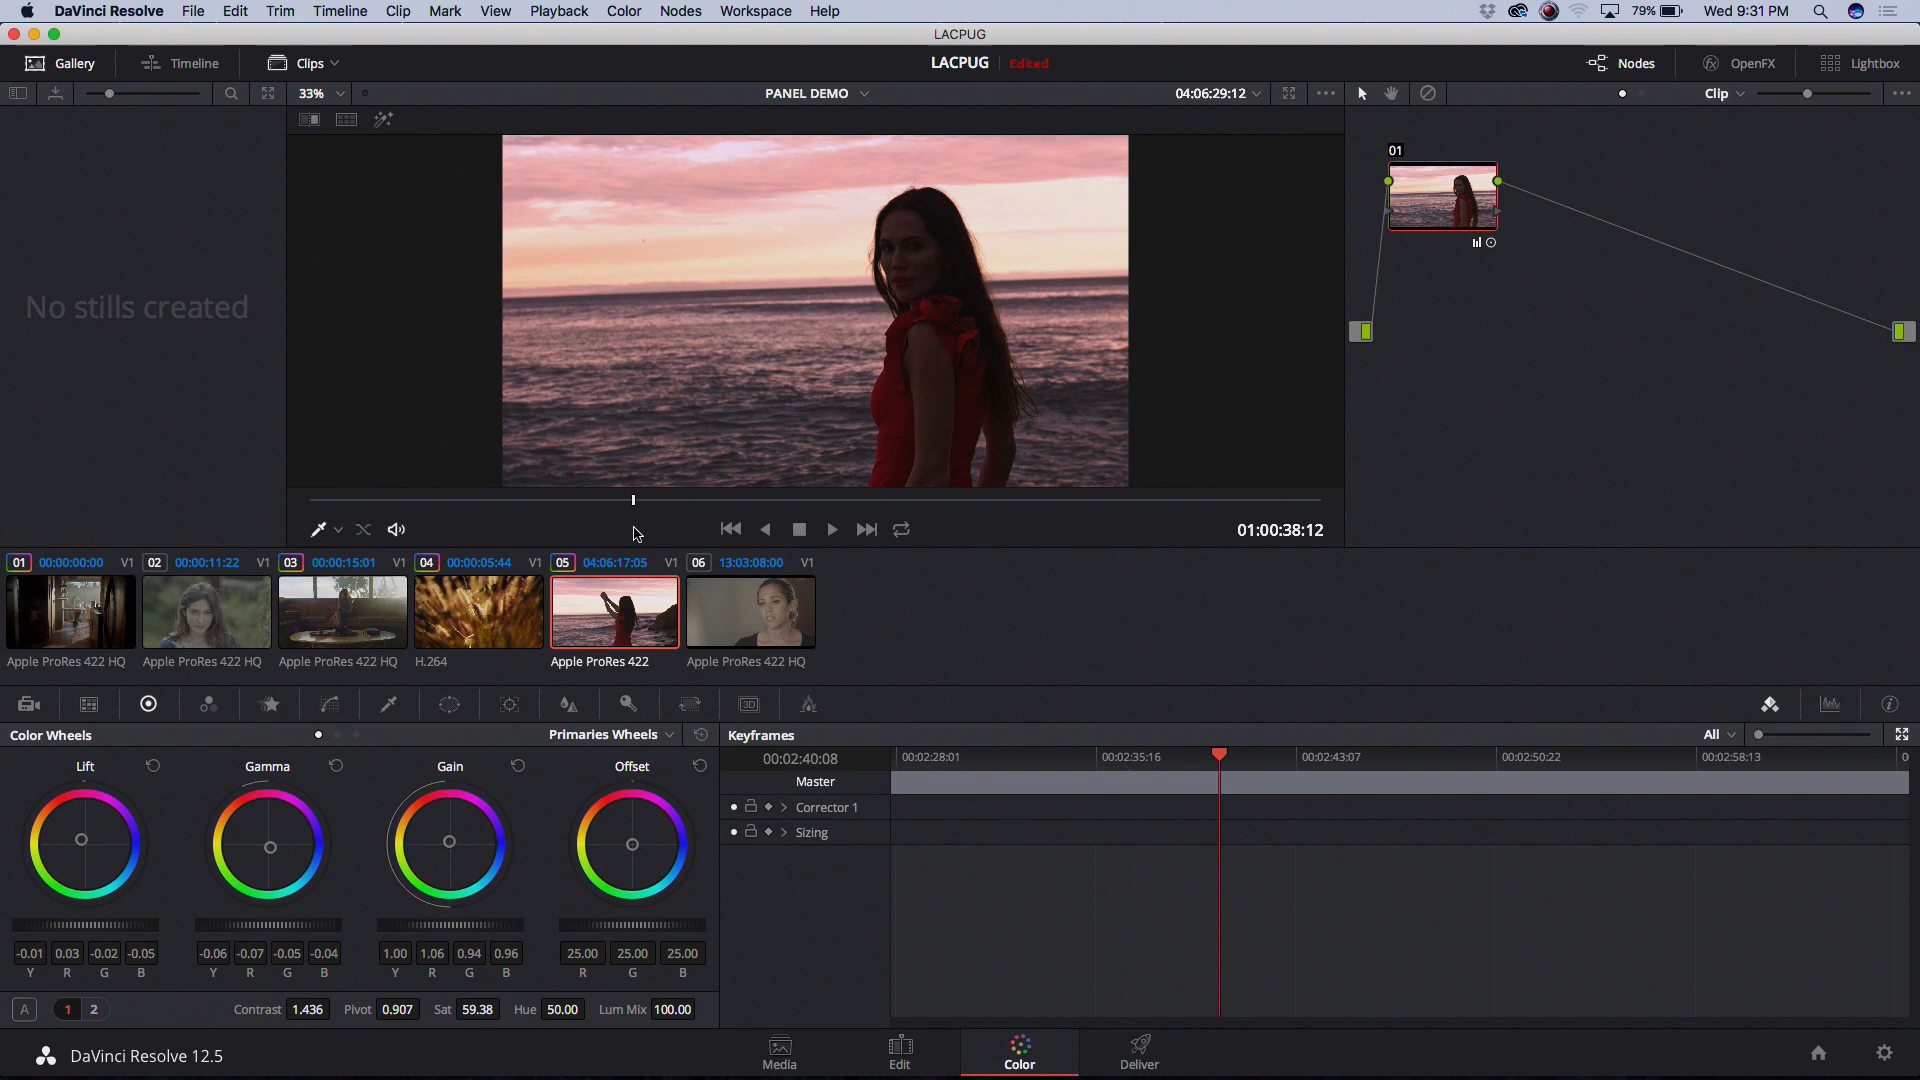 DaVinci Resolve File Edit Trim Timeline Clip Mark View Playback Color Nodes Workspace Help 79% Wed 9:31 PM
LACPUG
Gallery Timeline Clips LACPUG Edited Nodes OpenFX Lightbox
33% PANEL DEMO 04:06:29:12 Clip
01
No stills created
01:00:38:12
01 00:00:00:00 V1 02 00:00:11:22 V1 03 00:00:15:01 V1 04 00:00:05:44 V1 05 04:06:17:05 V1 06 13:03:08:00 V1
Apple ProRes 422 HQ Apple ProRes 422 HQ Apple ProRes 422 HQ H.264 Apple ProRes 422 Apple ProRes 422 HQ
3D
Color Wheels Primaries Wheels Keyframes All
Lift Gamma Gain Offset
00:02:40:08 00:02:28:01 00:02:35:16 00:02:43:07 00:02:50:22 00:02:58:13 0
Master
Corrector 1
Sizing
-0.01 0.03 -0.02 -0.05 -0.06 -0.07 -0.05 -0.04 1.00 1.06 0.94 0.96 25.00 25.00 25.00
Y R G B Y R G B Y R G B R G B
A 1 2 Contrast 1.436 Pivot 0.907 Sat 59.38 Hue 50.00 Lum Mix 100.00
DaVinci Resolve 12.5 Media Edit Color Deliver